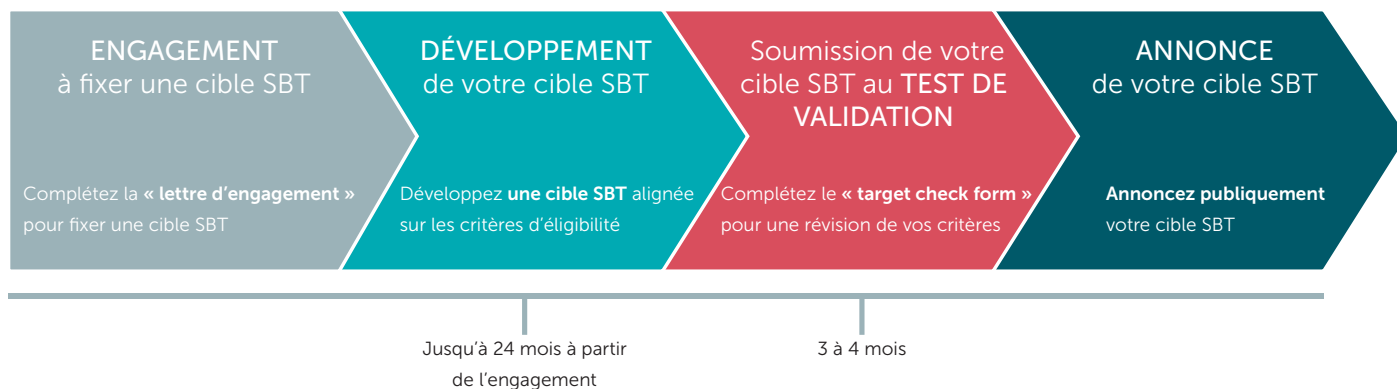 ENGAGEMENT
à fixer une cible SBT
Complétez la « lettre d’engagement »
pour fixer une cible SBT
DÉVELOPPEMENT
de votre cible SBT
Développez une cible SBT alignée
sur les critères d’éligibilité
Soumission de votre
cible SBT au TEST DE
VALIDATION
Complétez le « target check form »
pour une révision de vos critères
ANNONCE
de votre cible SBT
Annoncez publiquement
votre cible SBT
Jusqu’à 24 mois à partir
de l’engagement
3 à 4 mois